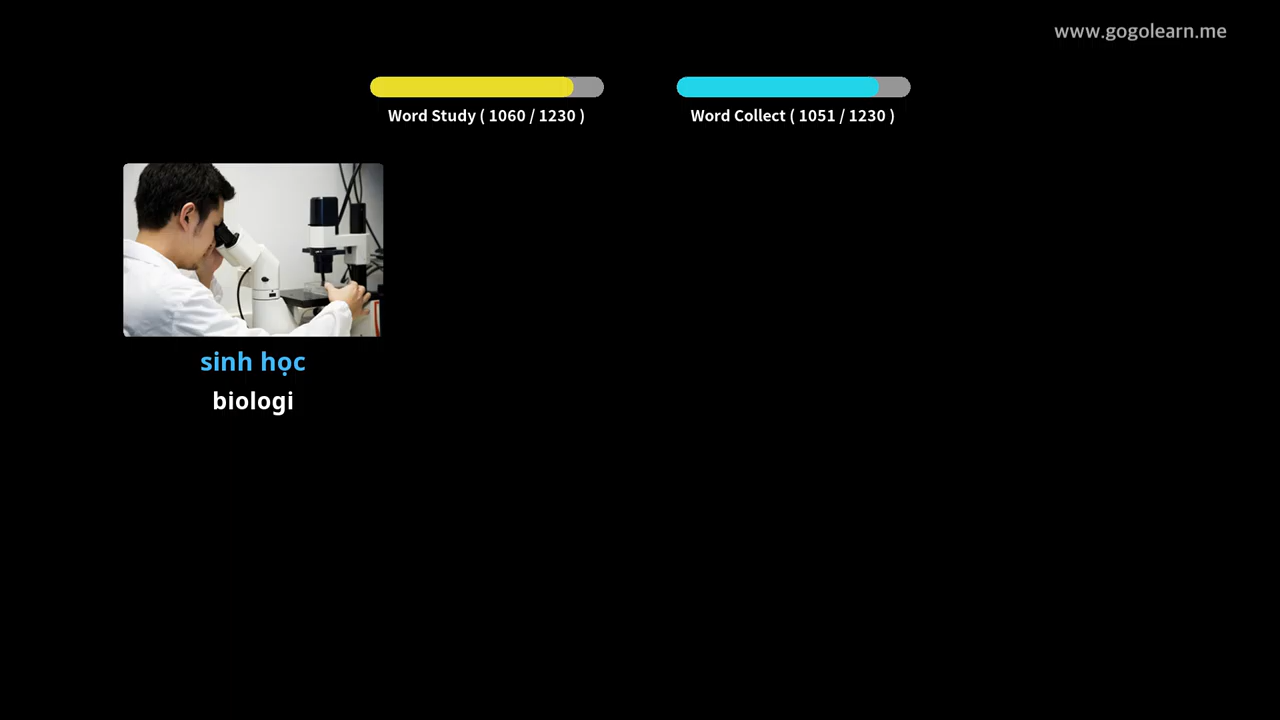 www.gogolearn.me
Word Study ( 1060 / 1230 )
Word Collect ( 1051 / 1230 )
sinh học
biologi